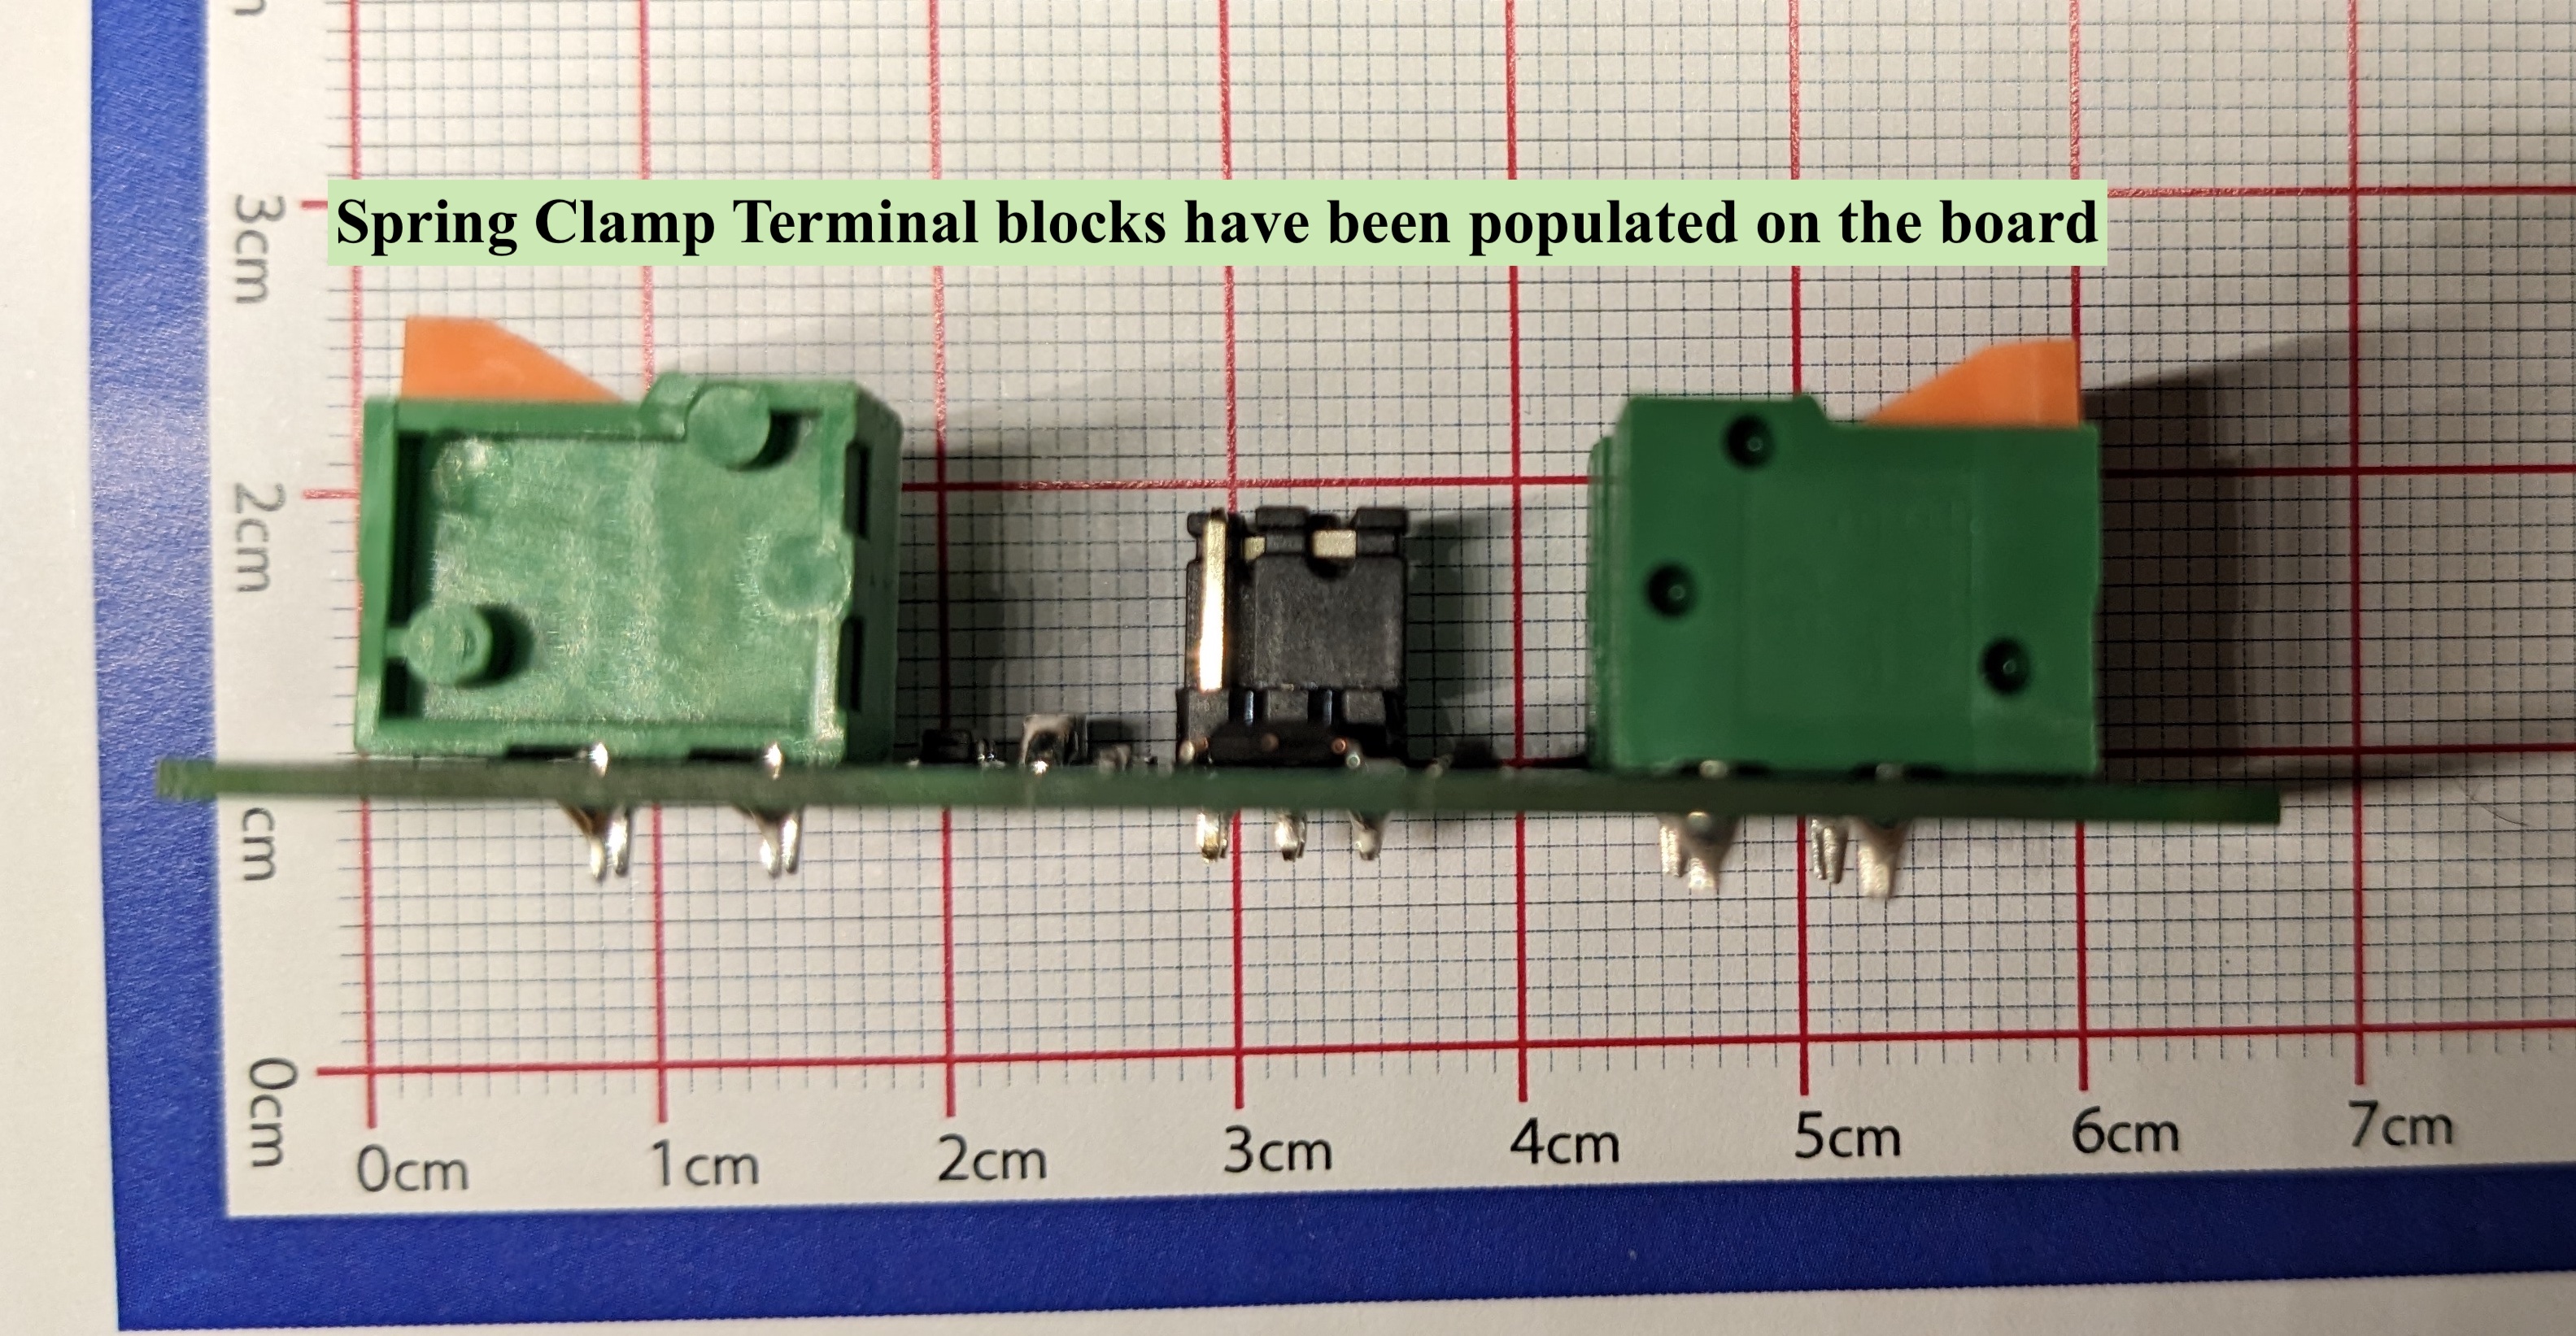 Spring Clamp Terminal blocks have been populated on the board
3cm
2cm
cm
0cm
0cm
1cm
2cm
3cm
4cm
5cm
6cm
7cm